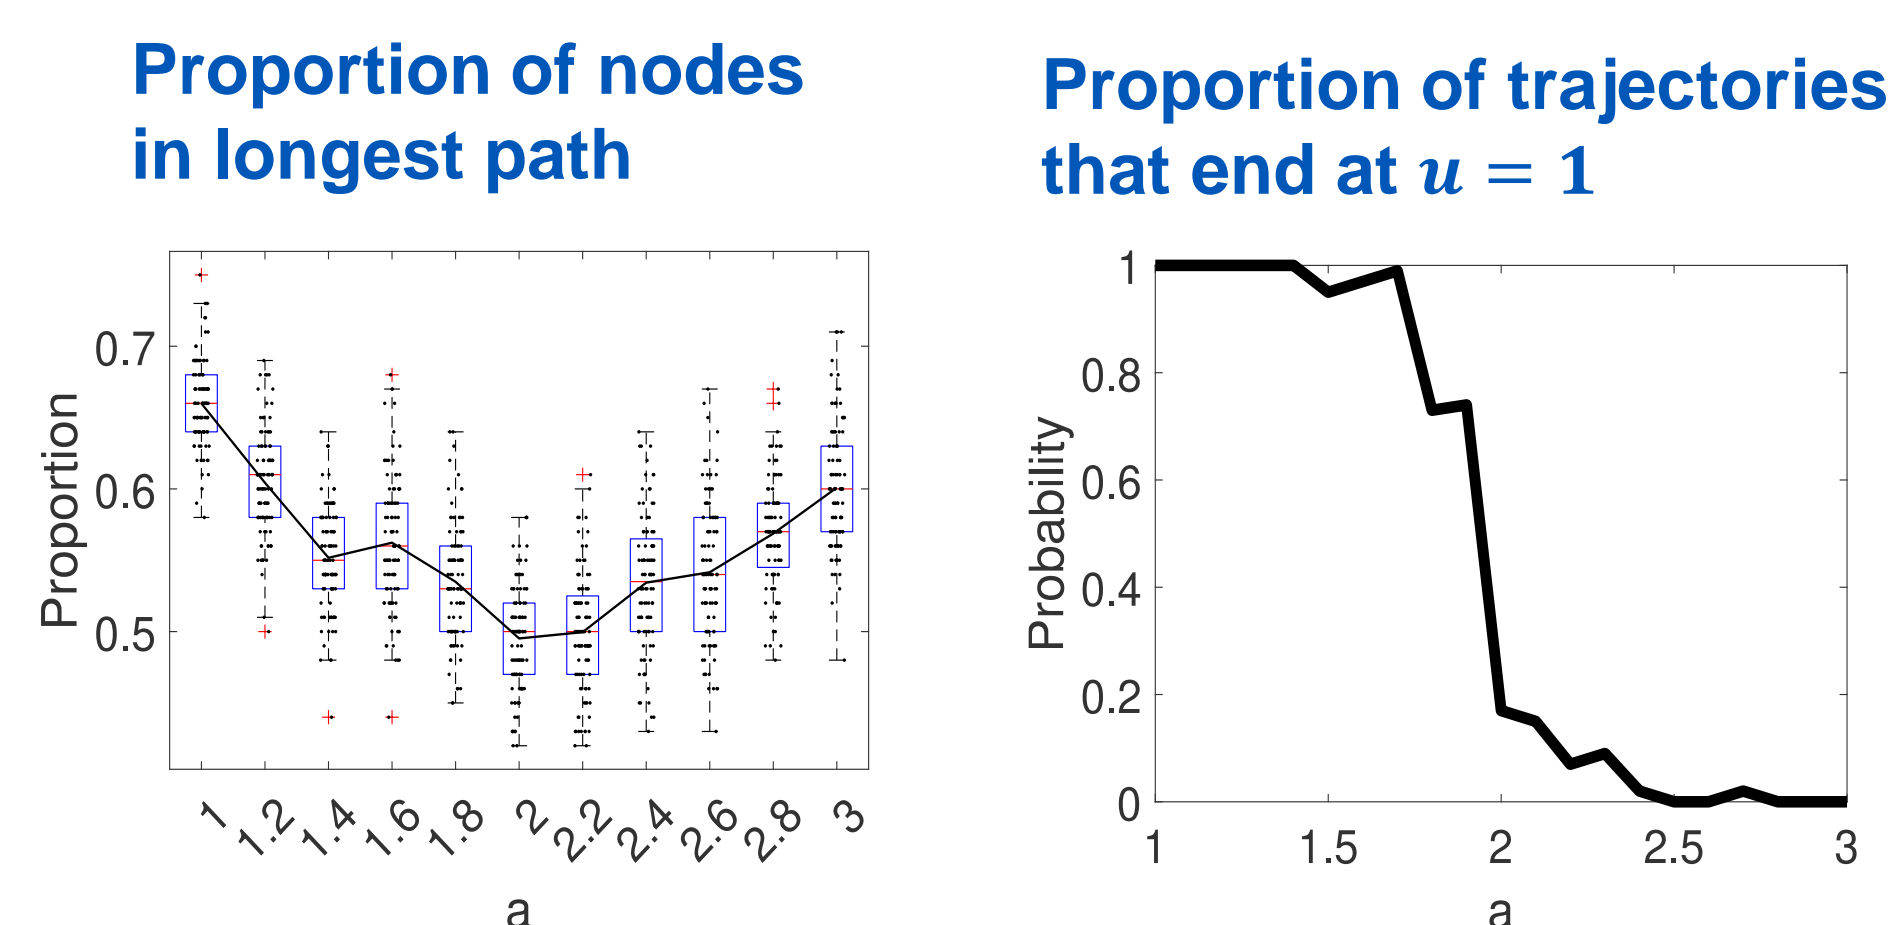 Proportion of nodes
in longest path
Proportion
0.7
0.6
0.5
1 1.2 1.4 1.6 1.8 2 2.2 2.4 2.6 2.8 3
a
Proportion of trajectories
that end at u = 1
Probability
1
0.8
0.6
0.4
0.2
0
1 1.5 2 2.5 3
a